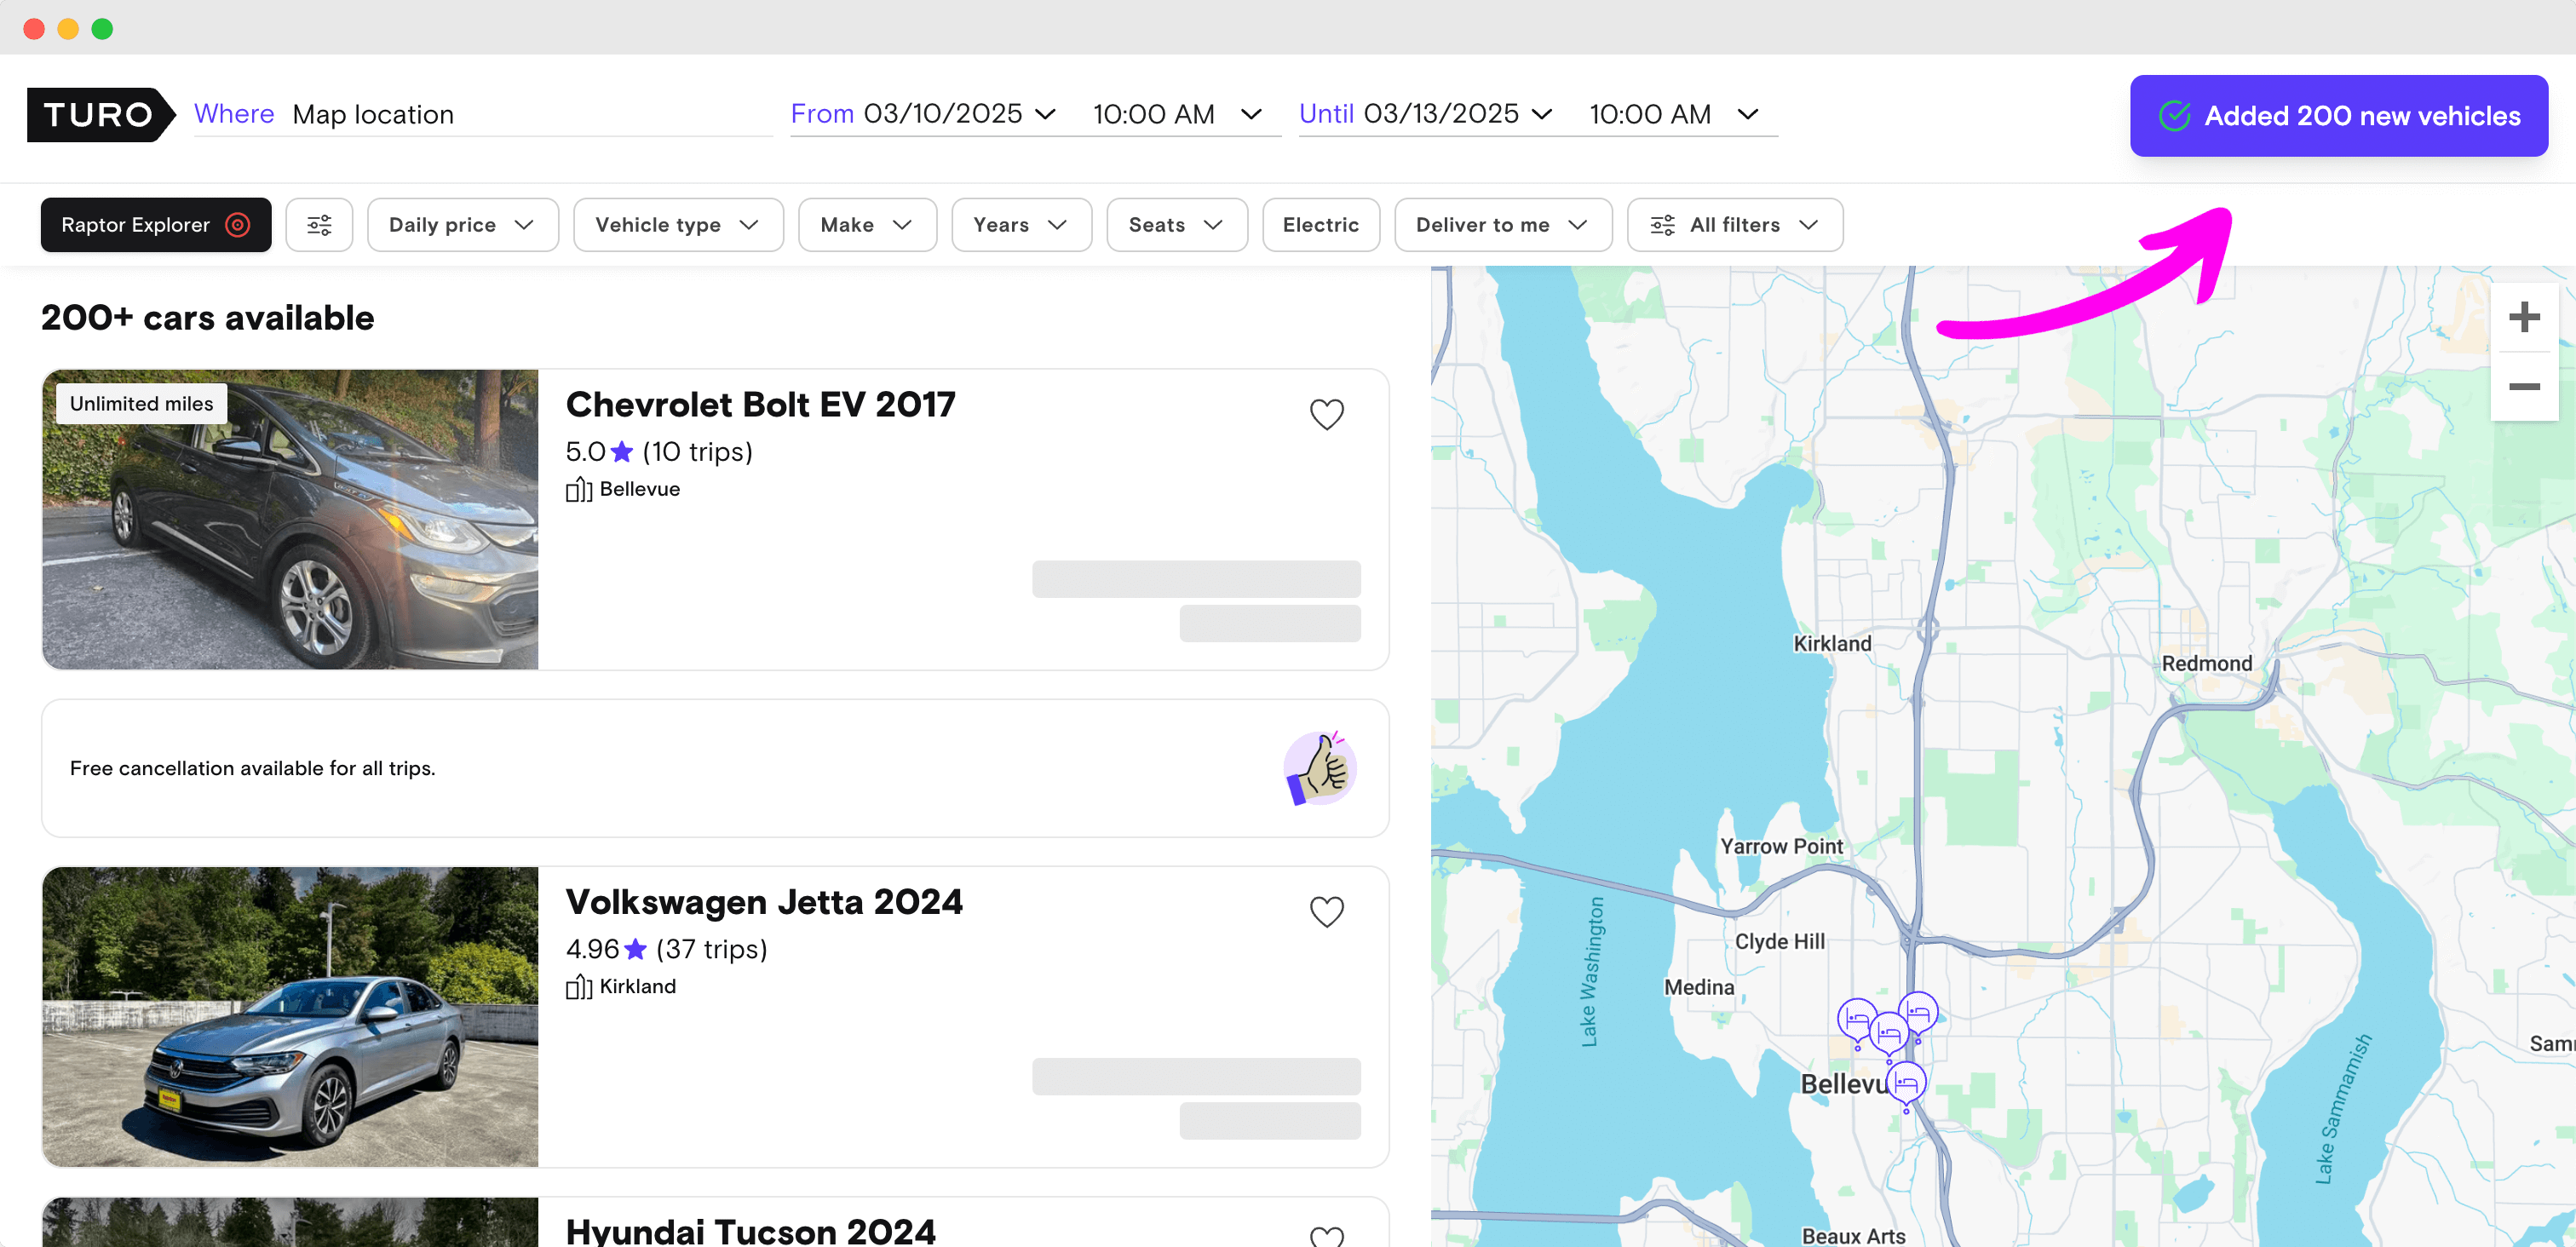 TURO
Where Map location
From 03/10/2025 10:00 AM
Until 03/13/2025 10:00 AM
Added 200 new vehicles
Raptor Explorer
Daily price
Vehicle type
Make
Years
Seats
Electric
Deliver to me
All filters
200+ cars available
Unlimited miles
Chevrolet Bolt EV 2017
5.0 (10 trips)
Bellevue
Free cancellation available for all trips.
Volkswagen Jetta 2024
4.96 (37 trips)
Kirkland
Hyundai Tucson 2024
Kirkland
Redmond
Yarrow Point
Clyde Hill
Medina
Lake Washington
Bellevu
Samm
Lake Sammamish
Beaux Arts